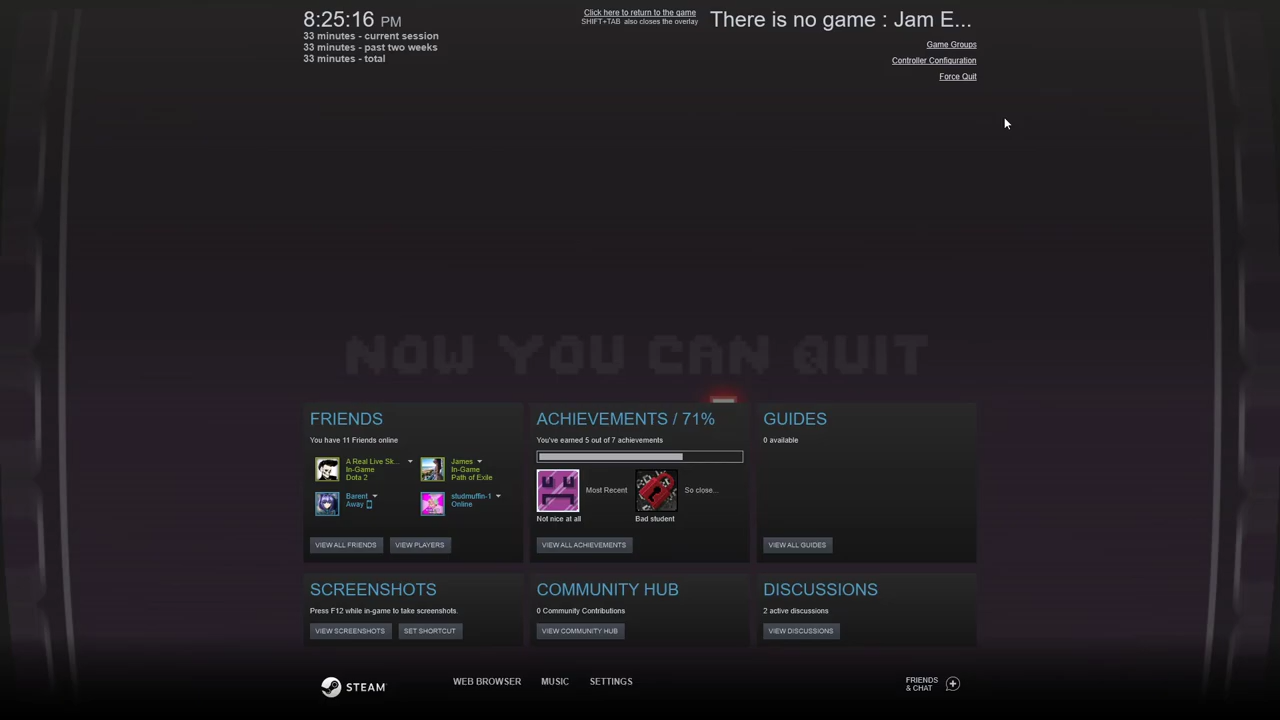 8:25:16 PM
33 minutes - current session
33 minutes - past two weeks
33 minutes - total
Click here to return to the game
SHIFT+TAB also closes the overlay
There is no game : Jam E...
Game Groups
Controller Configuration
Force Quit
NOW YOU CAN QUIT
FRIENDS
You have 11 Friends online
A Real Live Sk...
In-Game
Dota 2
James
In-Game
Path of Exile
Barent
Away
studmuffin-1
Online
VIEW ALL FRIENDS
VIEW PLAYERS
ACHIEVEMENTS / 71%
You've earned 5 out of 7 achievements
Most Recent
So close...
Not nice at all
Bad student
VIEW ALL ACHIEVEMENTS
GUIDES
0 available
VIEW ALL GUIDES
SCREENSHOTS
Press F12 while in-game to take screenshots.
VIEW SCREENSHOTS
SET SHORTCUT
COMMUNITY HUB
0 Community Contributions
VIEW COMMUNITY HUB
DISCUSSIONS
2 active discussions
VIEW DISCUSSIONS
STEAM
WEB BROWSER
MUSIC
SETTINGS
FRIENDS
& CHAT